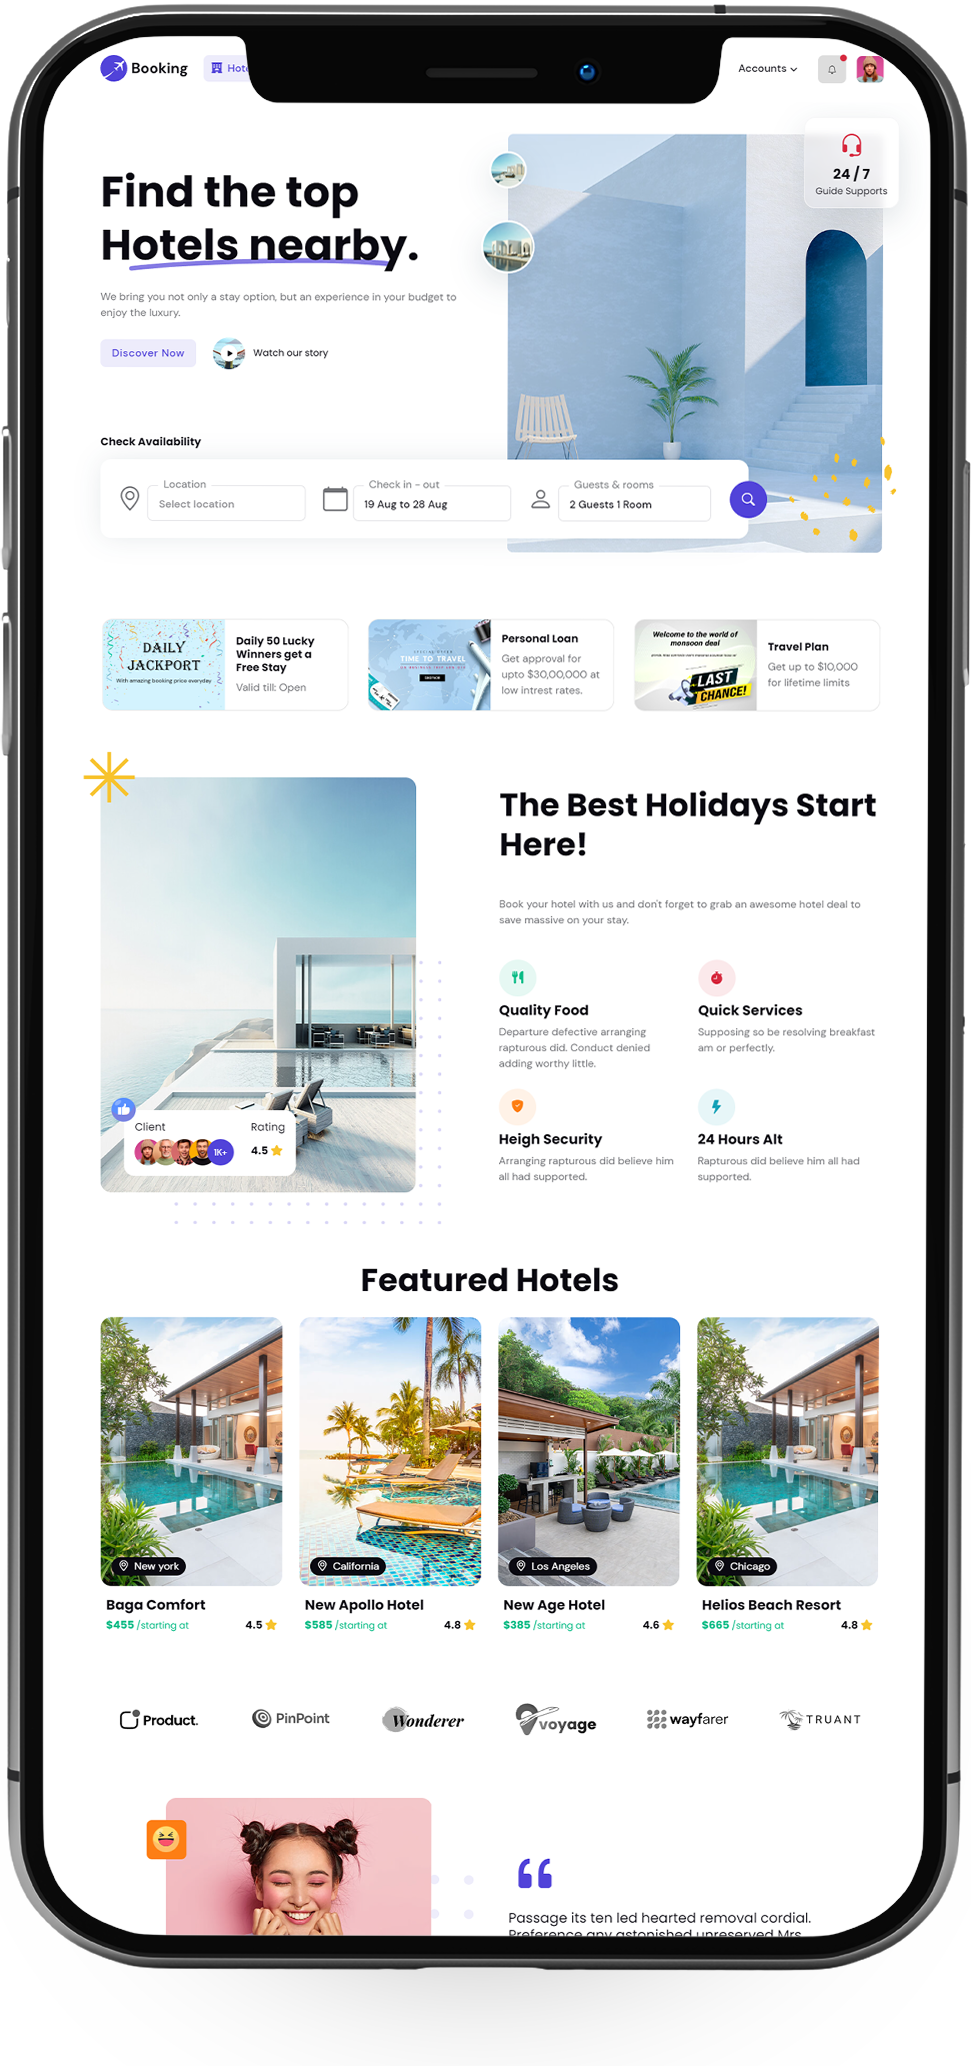 Booking
Hote
Accounts
24 / 7
Guide Supports
Find the top
Hotels nearby.
We bring you not only a stay option, but an experience in your budget to
enjoy the luxury.
Discover Now
Watch our story
Check Availability
Location
Select location
Check in - out
19 Aug to 28 Aug
Guests & rooms
2 Guests 1 Room
DAILY
JACKPORT
With amazing booking price everyday
Daily 50 Lucky
Winners get a
Free Stay
Valid till: Open
TIME TO TRAVEL
Personal Loan
Get approval for
upto $30,00,000 at
low intrest rates.
Welcome to the world of
monsoon deal
LAST
CHANCE!
Travel Plan
Get up to $10,000
for lifetime limits
The Best Holidays Start
Here!
Book your hotel with us and don't forget to grab an awesome hotel deal to
save massive on your stay.
Quality Food
Departure defective arranging
rapturous did. Conduct denied
adding worthy little.
Quick Services
Supposing so be resolving breakfast
am or perfectly.
Heigh Security
Arranging rapturous did believe him
all had supported.
24 Hours Alt
Rapturous did believe him all had
supported.
Client
1K+
Rating
4.5
Featured Hotels
New york
Baga Comfort
$455 /starting at
4.5
California
New Apollo Hotel
$585 /starting at
4.8
Los Angeles
New Age Hotel
$385 /starting at
4.6
Chicago
Helios Beach Resort
$665 /starting at
4.8
Product.
PinPoint
Wonderer
voyage
wayfarer
TRUANT
Passage its ten led hearted removal cordial.
Preference any astonished unreserved Mrs.